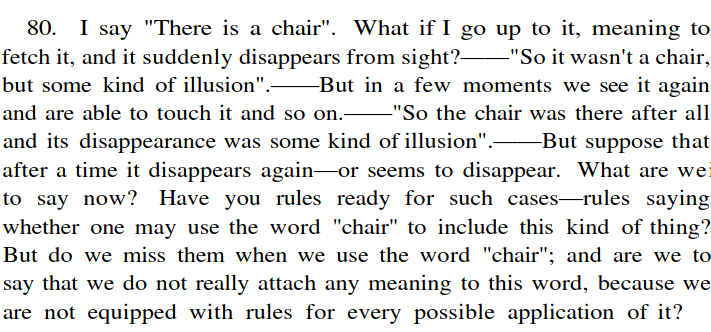 80. I say "There is a chair". What if I go up to it, meaning to
fetch it, and it suddenly disappears from sight?——"So it wasn't a chair,
but some kind of illusion".——But in a few moments we see it again
and are able to touch it and so on.——"So the chair was there after all
and its disappearance was some kind of illusion".——But suppose that
after a time it disappears again—or seems to disappear. What are we
to say now? Have you rules ready for such cases—rules saying
whether one may use the word "chair" to include this kind of thing?
But do we miss them when we use the word "chair"; and are we to
say that we do not really attach any meaning to this word, because we
are not equipped with rules for every possible application of it?